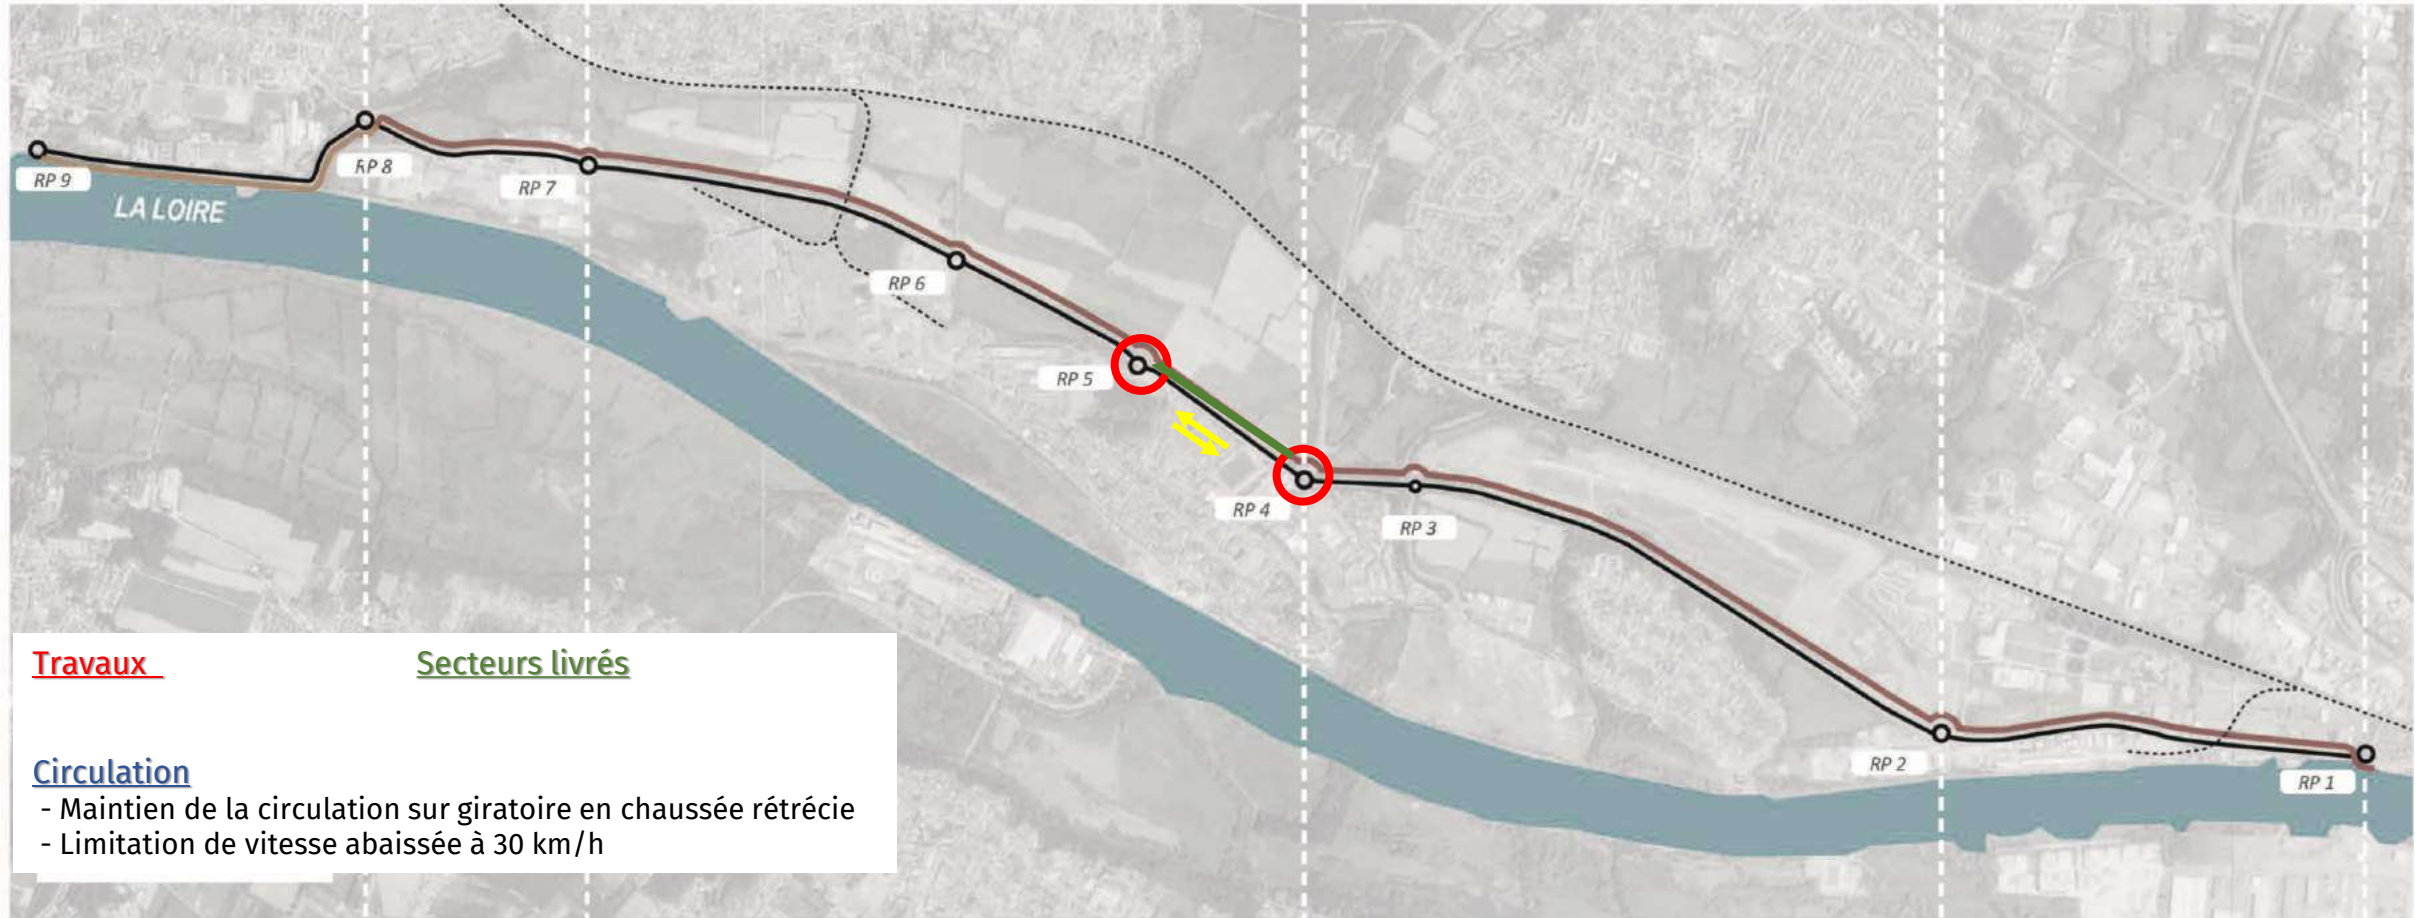 RP 9
RP 8
RP 7
LA LOIRE
RP 6
RP 5
RP 4
RP 3
RP 2
RP 1
Travaux
Secteurs livrés
Circulation
- Maintien de la circulation sur giratoire en chaussée rétrécie
- Limitation de vitesse abaissée à 30 km/h